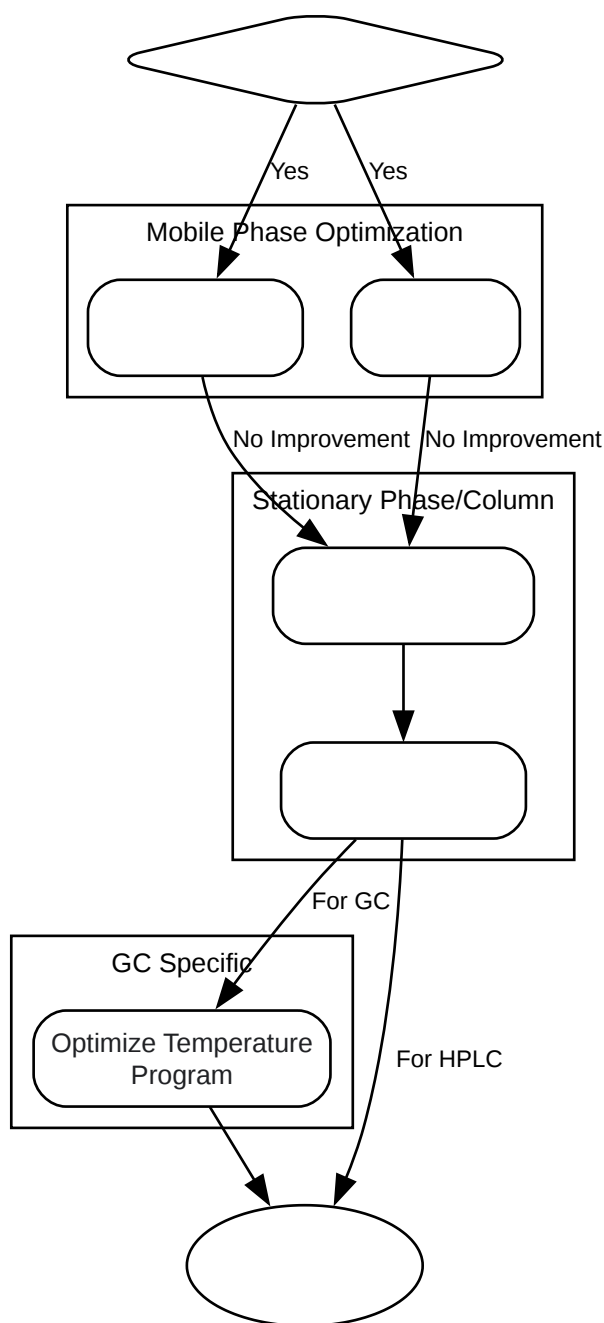 Yes
Yes
Mobile Phase Optimization
No Improvement
No Improvement
Stationary Phase/Column
For GC
GC Specific
Optimize Temperature
Program
For HPLC